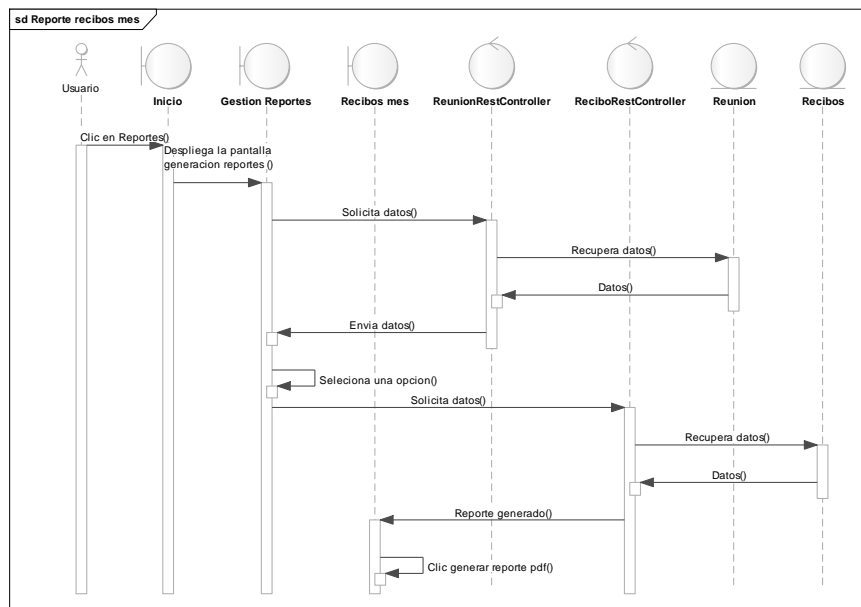 sd Reporte recibos mes
Usuario
Inicio
Gestion Reportes
Recibos mes
ReunionRestController
ReciboRestController
Reunion
Recibos
Clic en Reportes()
Despliega la pantalla
generacion reportes ()
Solicita datos()
Recupera datos()
Datos()
Envia datos()
Seleciona una opcion()
Solicita datos()
Recupera datos()
Datos()
Reporte generado()
Clic generar reporte pdf()